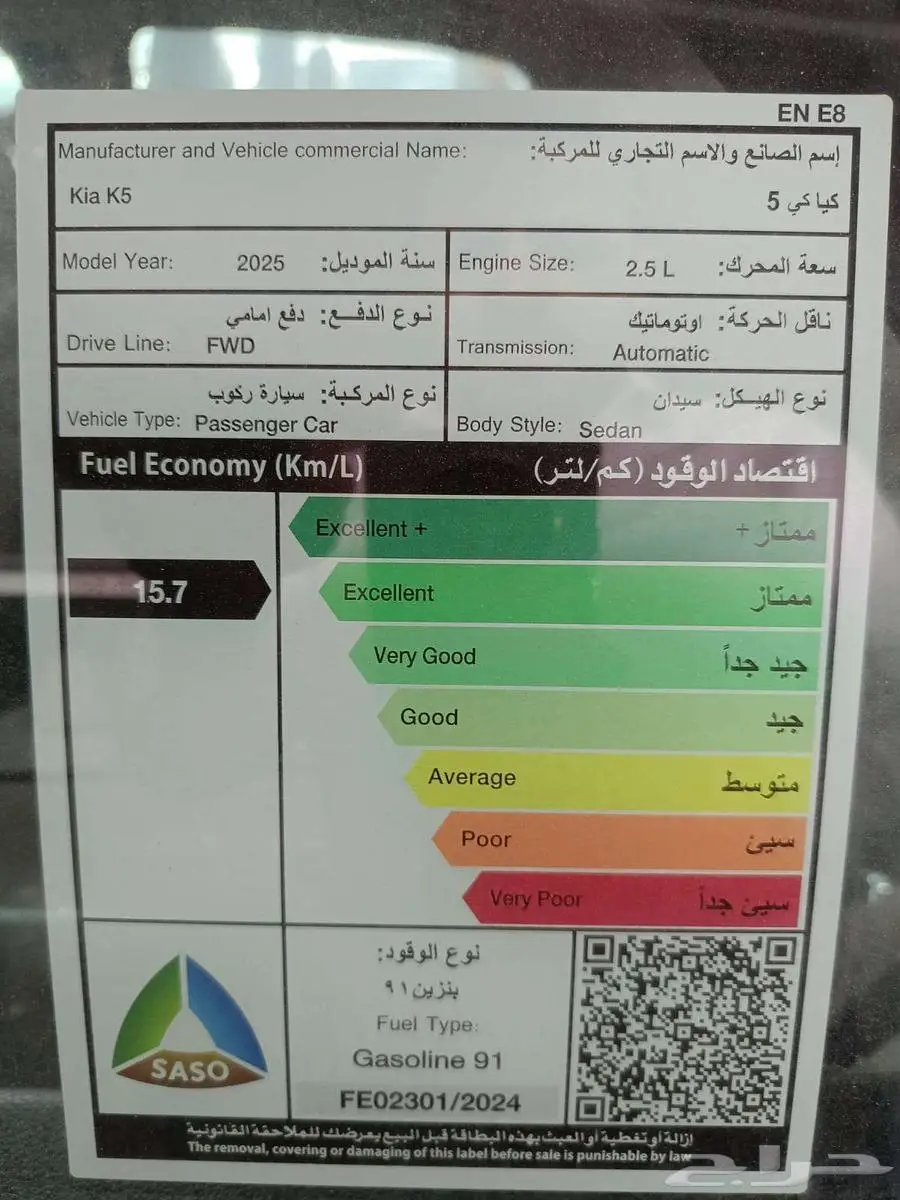 EN E8
Manufacturer and Vehicle commercial Name: إسم الصانع والاسم التجاري للمركبة:
Kia K5 كيا كي 5
Model Year: 2025 سنة الموديل:
Engine Size: 2.5 L سعة المحرك:
نوع الدفـــع: دفع امامي
Drive Line: FWD
ناقل الحركة: اوتوماتيك
Transmission: Automatic
نوع المركبة: سيارة ركوب
Vehicle Type: Passenger Car
نوع الهيــكل: سيدان
Body Style: Sedan
Fuel Economy (Km/L) اقتصاد الوقود (كم/لتر)
Excellent + ممتاز +
15.7
Excellent ممتاز
Very Good جيد جداً
Good جيد
Average متوسط
Poor سيئ
Very Poor سيئ جداً
SASO
نوع الوقود:
بنزين ٩١
Fuel Type:
Gasoline 91
FE02301/2024
إزالة أو تغطية أو العبث بهذه البطاقة قبل البيع يعرضك للملاحقة القانونية
The removal, covering or damaging of this label before sale is punishable by law
حراج